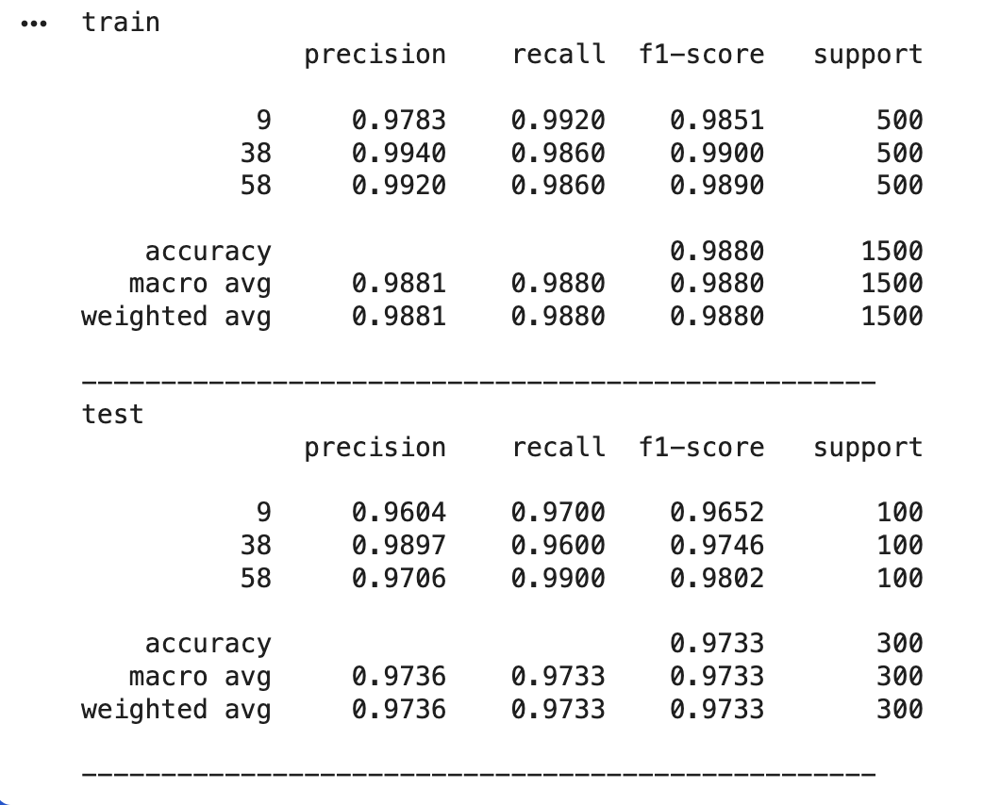 ••• train
precision recall f1-score support
9 0.9783 0.9920 0.9851 500
38 0.9940 0.9860 0.9900 500
58 0.9920 0.9860 0.9890 500
accuracy 0.9880 1500
macro avg 0.9881 0.9880 0.9880 1500
weighted avg 0.9881 0.9880 0.9880 1500
--------------------------------------------------
test
precision recall f1-score support
9 0.9604 0.9700 0.9652 100
38 0.9897 0.9600 0.9746 100
58 0.9706 0.9900 0.9802 100
accuracy 0.9733 300
macro avg 0.9736 0.9733 0.9733 300
weighted avg 0.9736 0.9733 0.9733 300
--------------------------------------------------